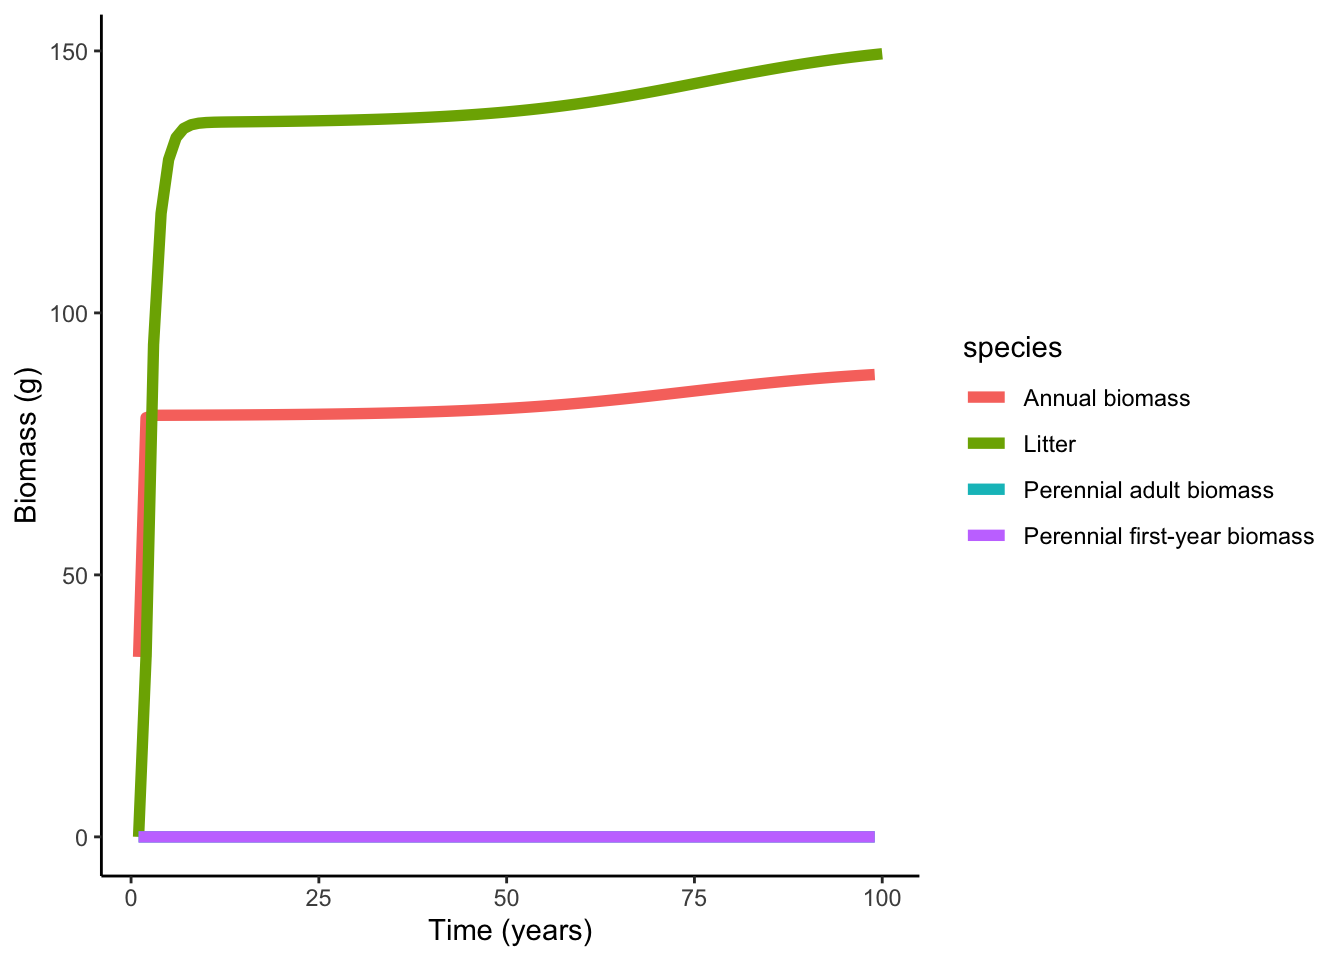 150
100
50
0
Biomass (g)
0 25 50 75 100
Time (years)
species
Annual biomass
Litter
Perennial adult biomass
Perennial first-year biomass